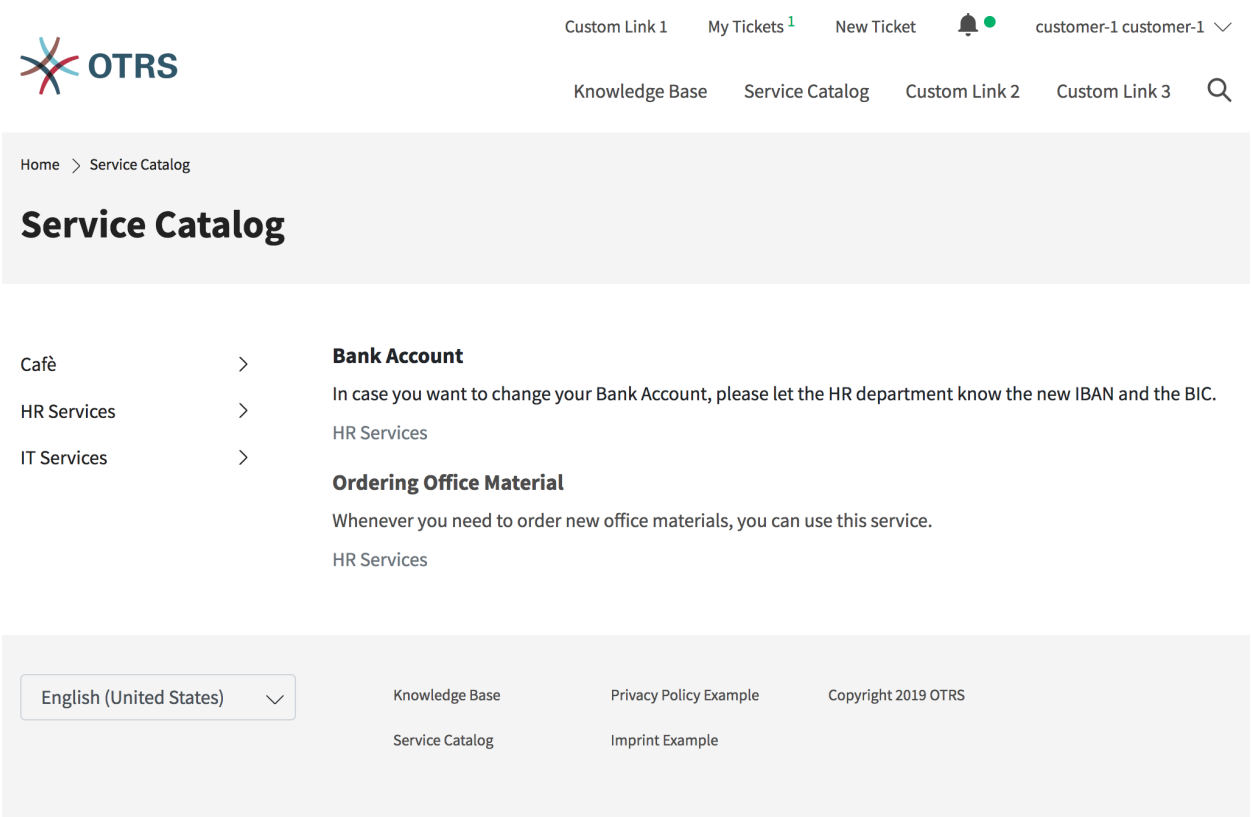 Custom Link 1 My Tickets 1 New Ticket customer-1 customer-1
OTRS
Knowledge Base Service Catalog Custom Link 2 Custom Link 3
Home Service Catalog
Service Catalog
Cafè
HR Services
IT Services
Bank Account
In case you want to change your Bank Account, please let the HR department know the new IBAN and the BIC.
HR Services
Ordering Office Material
Whenever you need to order new office materials, you can use this service.
HR Services
English (United States)
Knowledge Base Privacy Policy Example Copyright 2019 OTRS
Service Catalog Imprint Example